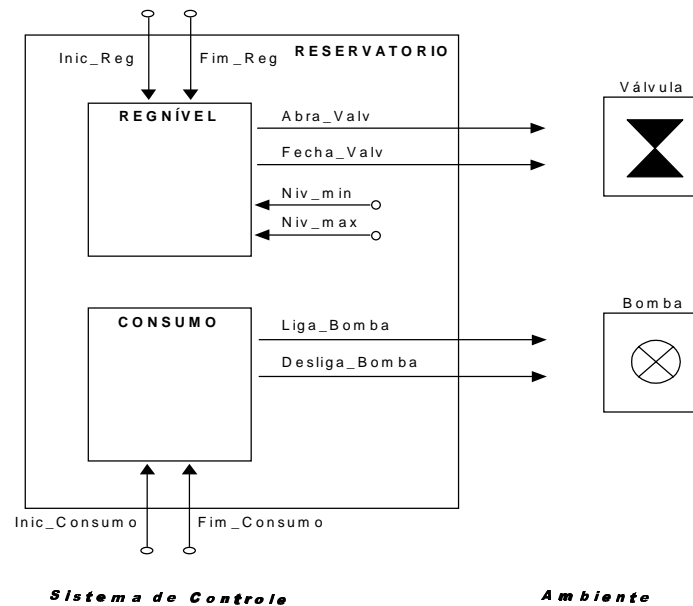 RESERVATORIO
Inic_Reg
Fim_Reg
REGNÍVEL
Abra_Valv
Fecha_Valv
Niv_min
Niv_max
Válvula
CONSUMO
Liga_Bomba
Desliga_Bomba
Bomba
Inic_Consumo
Fim_Consumo
Sistema de Controle
Ambiente